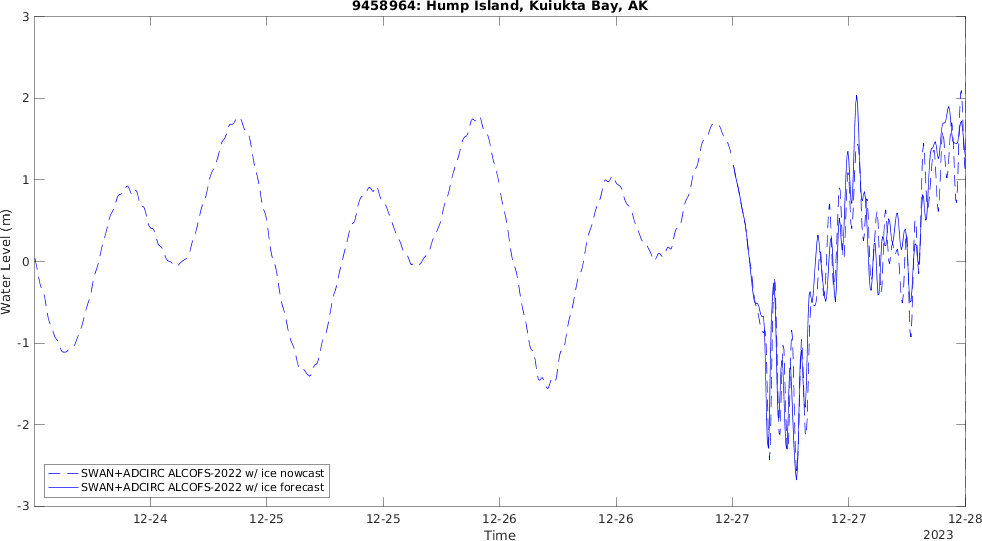 9458964: Hump Island, Kuiukta Bay, AK
3
2
1
0
-1
-2
-3
Water Level (m)
SWAN+ADCIRC ALCOFS-2022 w/ ice nowcast
SWAN+ADCIRC ALCOFS-2022 w/ ice forecast
12-24 12-25 12-25 12-26 12-26 12-27 12-27 12-28
Time
2023